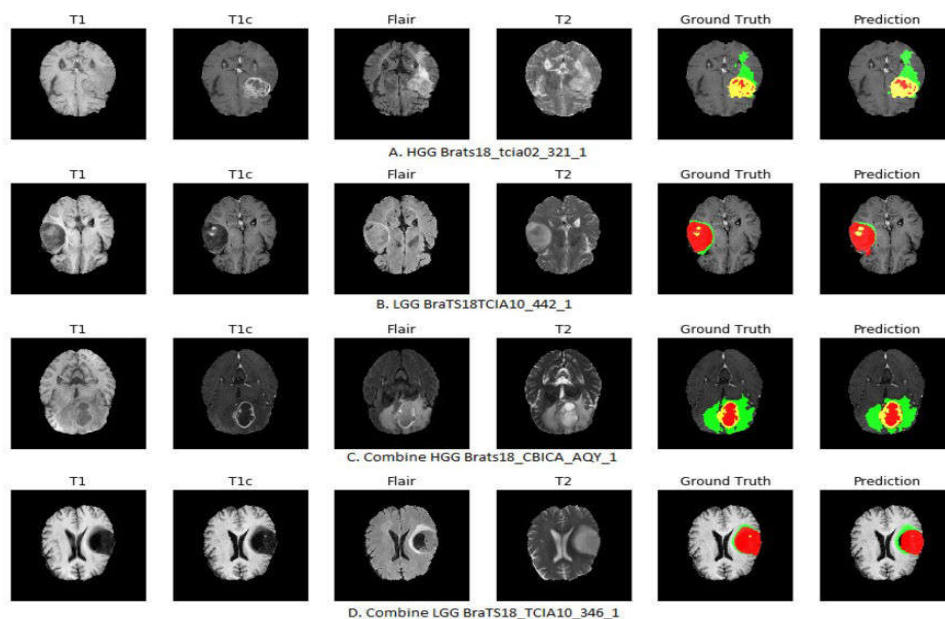 T1 T1c Flair T2 Ground Truth Prediction
A. HGG Brats18_tcia02_321_1
T1 T1c Flair T2 Ground Truth Prediction
B. LGG BraTS18TCIA10_442_1
T1 T1c Flair T2 Ground Truth Prediction
C. Combine HGG Brats18_CBICA_AQY_1
T1 T1c Flair T2 Ground Truth Prediction
D. Combine LGG BraTS18_TCIA10_346_1